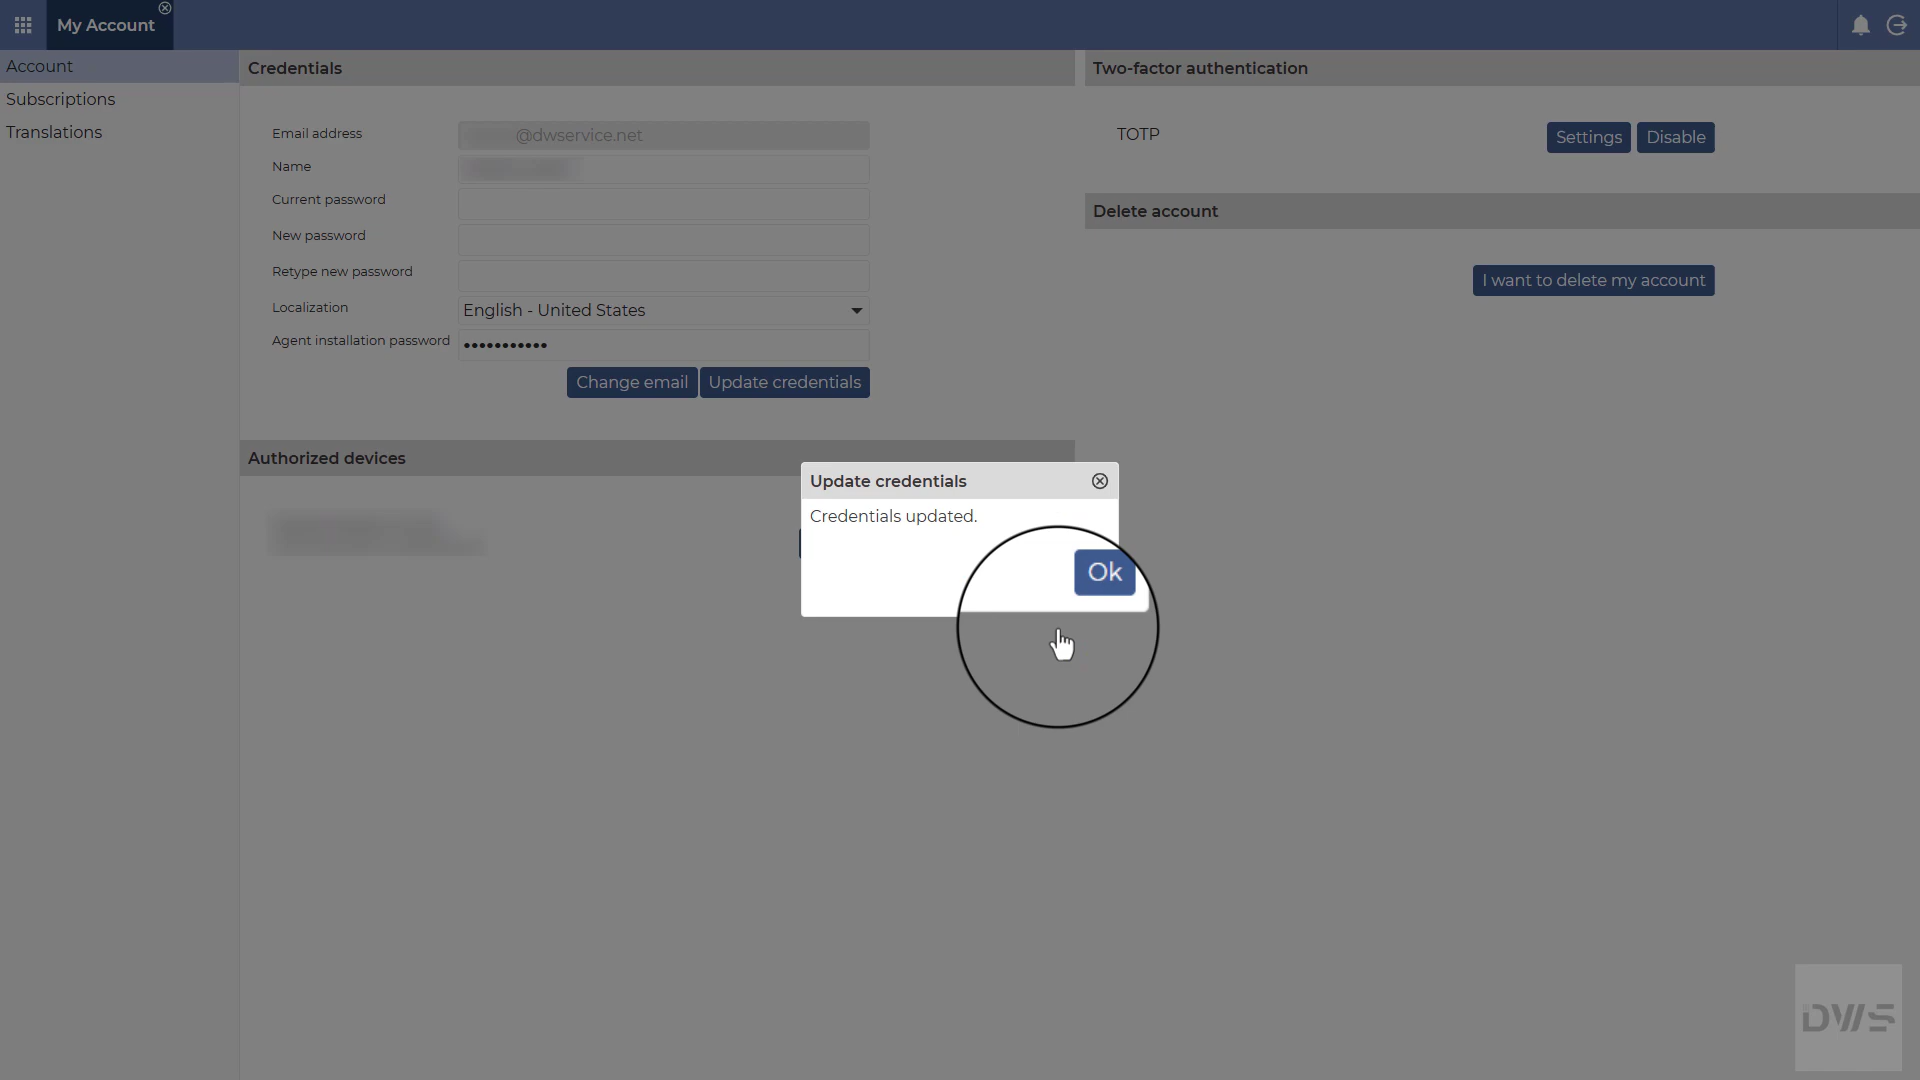 My Account
Account
Subscriptions
Translations
Credentials
Email address
@dwservice.net
Name
Current password
New password
Retype new password
Localization
English - United States
Agent installation password
•••••••••••
Change email
Update credentials
Authorized devices
Two-factor authentication
TOTP
Settings
Disable
Delete account
I want to delete my account
Update credentials
Credentials updated.
Ok
DWS